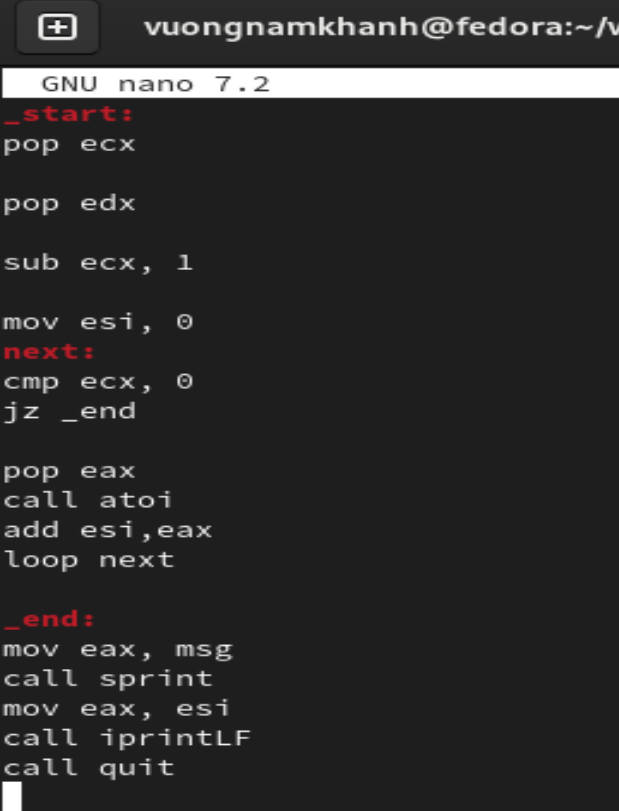 vuongnamkhanh@fedora:~/v
GNU nano 7.2
_start:
pop ecx
pop edx
sub ecx, 1
mov esi, 0
next:
cmp ecx, 0
jz _end
pop eax
call atoi
add esi,eax
loop next
_end:
mov eax, msg
call sprint
mov eax, esi
call iprintLF
call quit